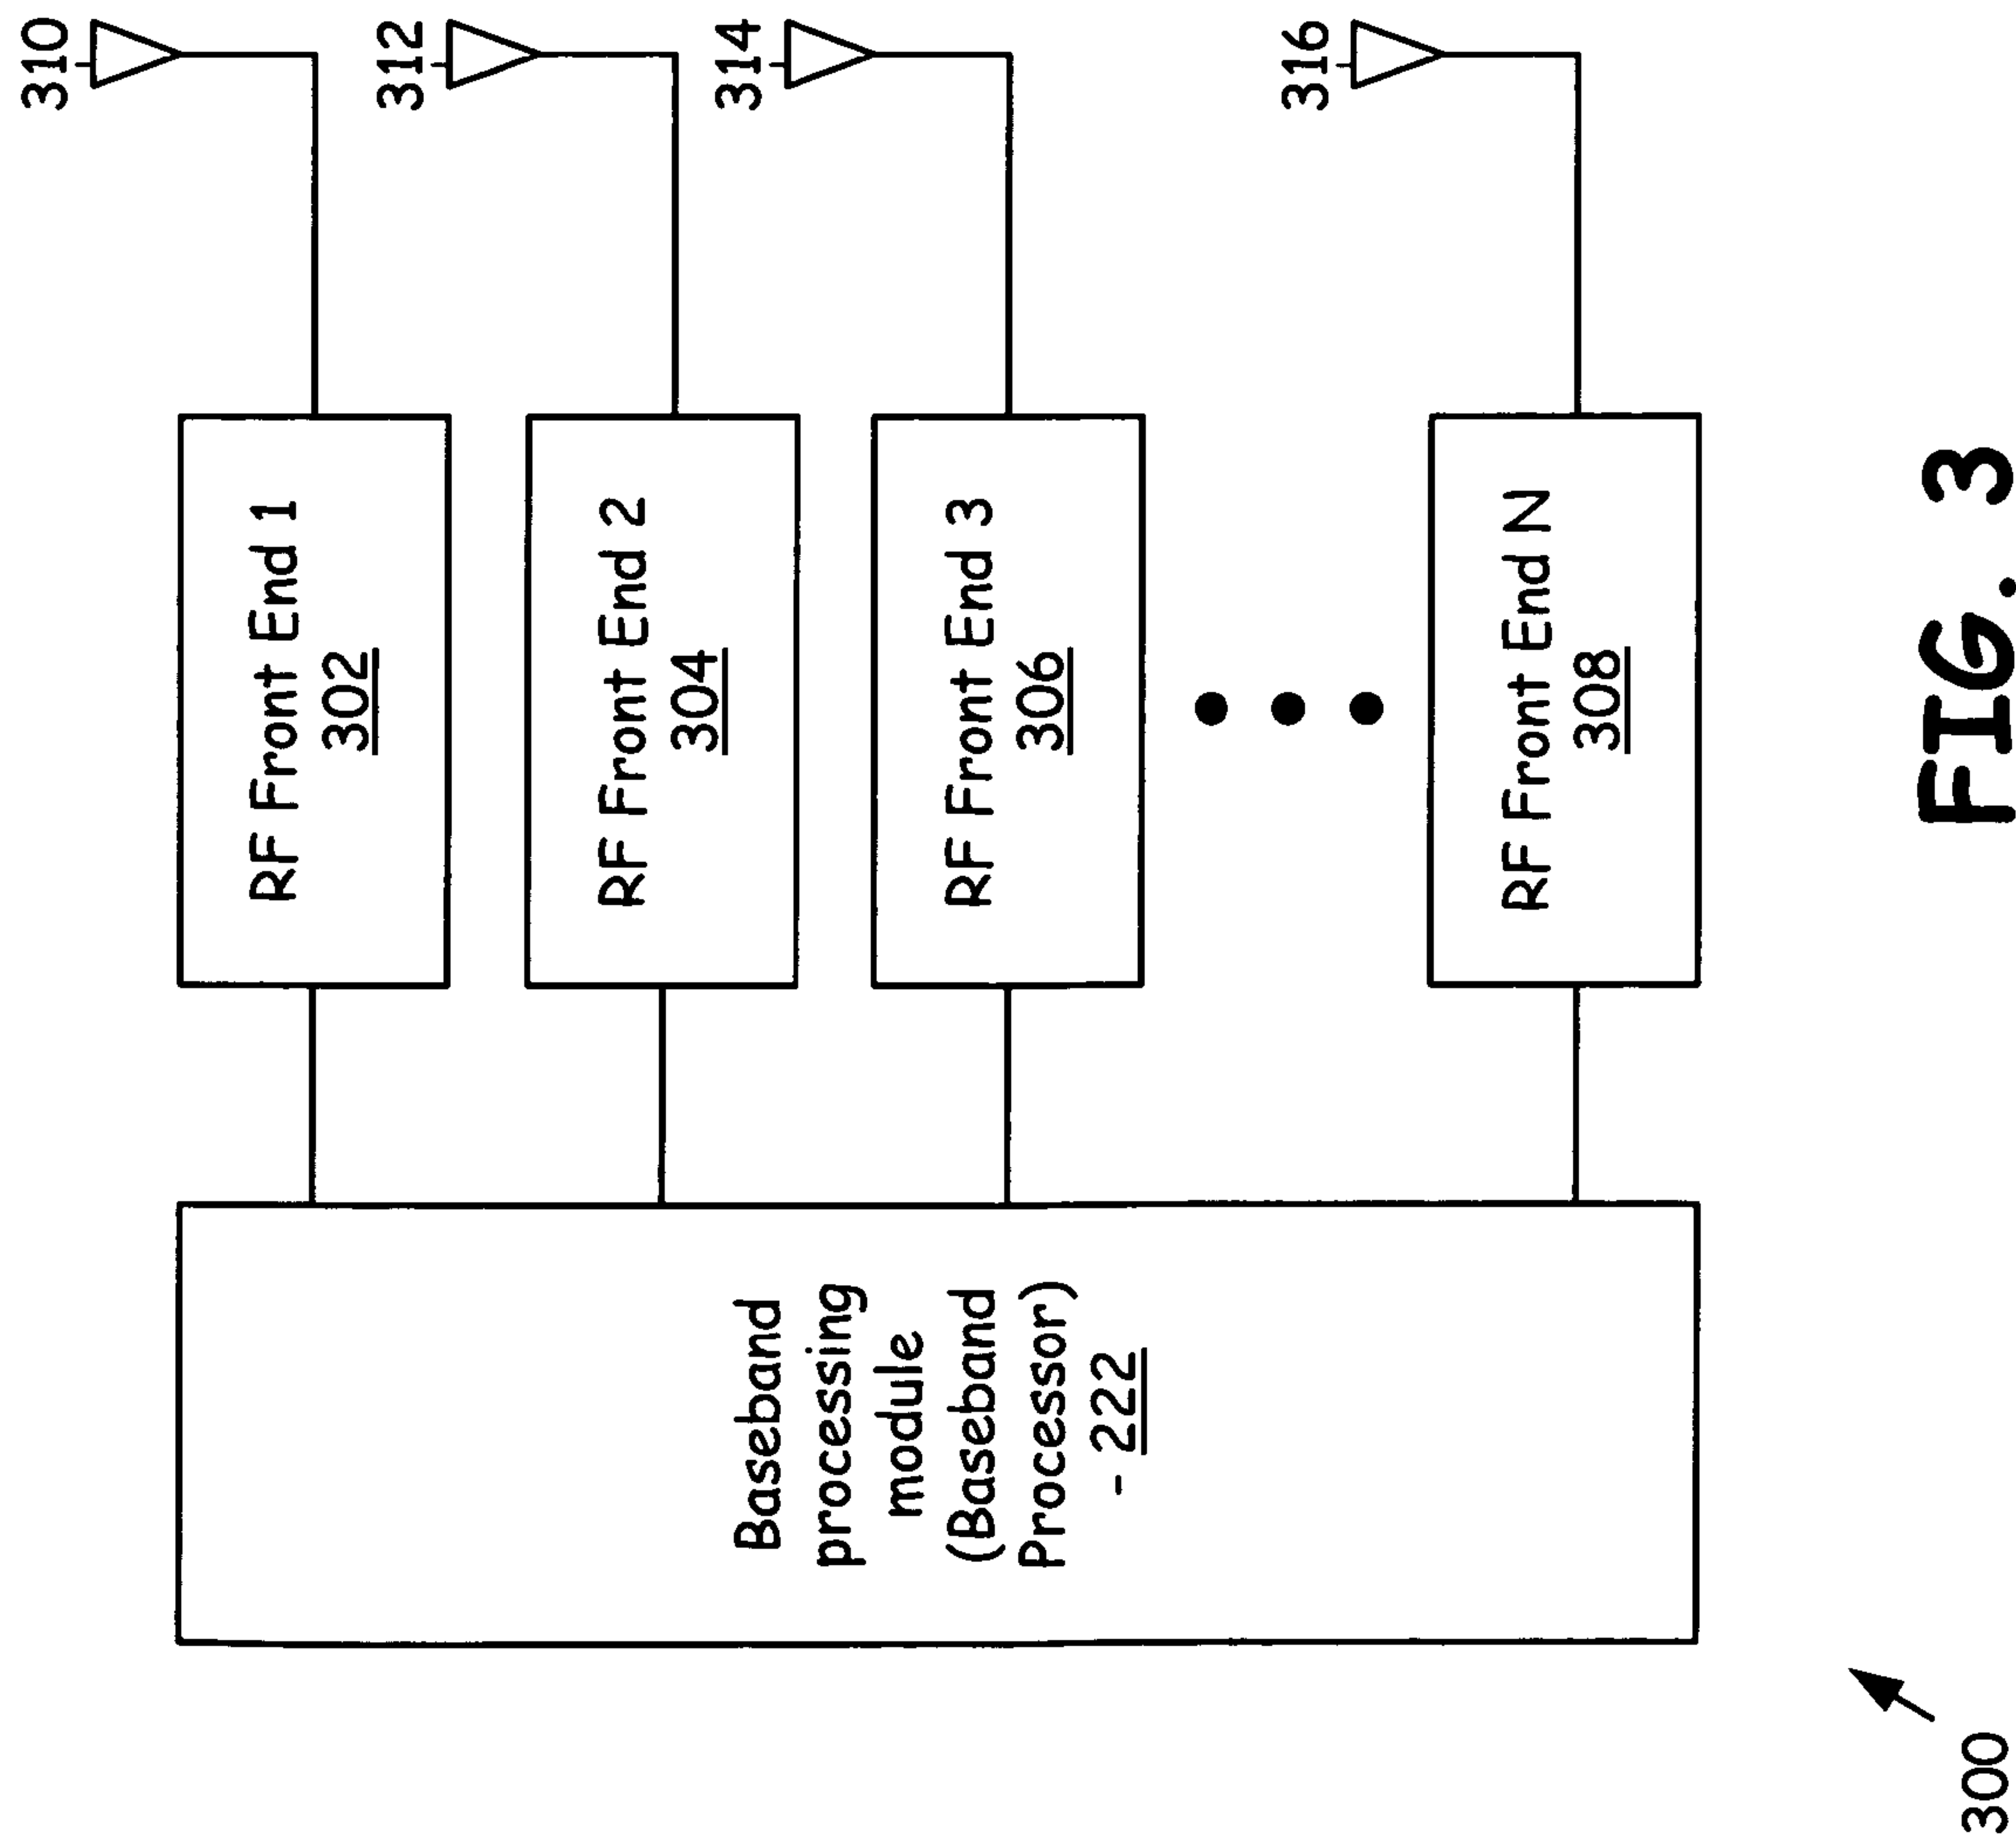 310
RF Front End 1
302
312
RF Front End 2
304
314
RF Front End 3
306
316
RF Front End N
308
Baseband
processing
module
(Baseband
Processor)
- 222
300
FIG. 3